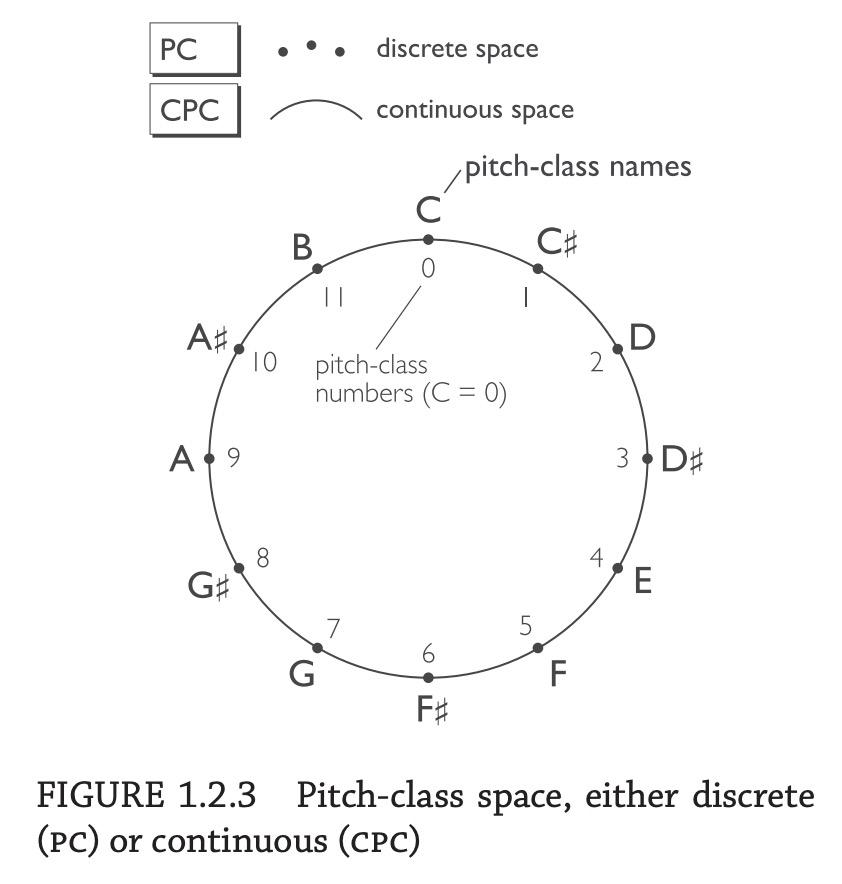 PC discrete space
CPC continuous space
pitch-class names
C
B
C♯
0
11
1
A♯
D
10
pitch-class
2
numbers (C = 0)
A
9
3
D♯
8
4
G♯
E
7
5
6
G
F
F♯
FIGURE 1.2.3 Pitch-class space, either discrete
(PC) or continuous (CPC)